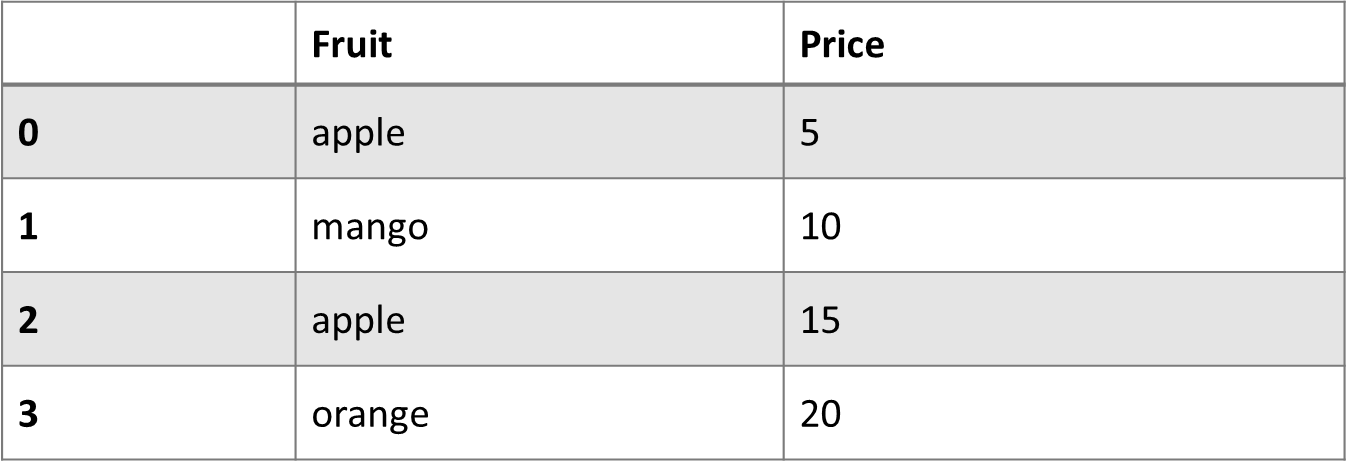 Fruit Price
0 apple 5
1 mango 10
2 apple 15
3 orange 20